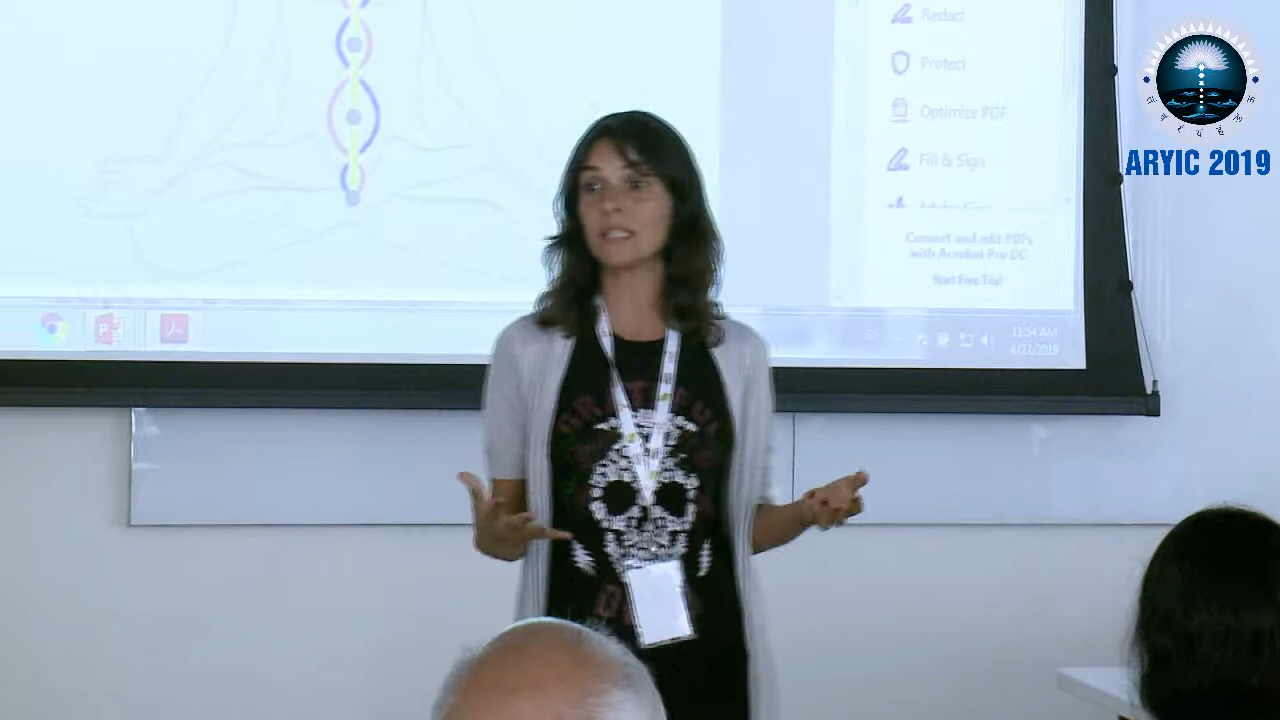 Redact
Protect
Optimize PDF
Fill & Sign
Convert and edit PDFs
with Acrobat Pro DC
Start Free Trial
11:54 AM
4/27/2019
ARYIC 2019
GRATEFUL